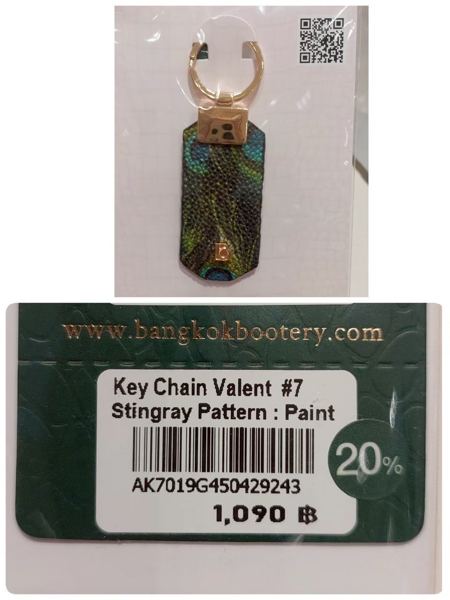 www.bangkokbootery.com
Key Chain Valent #7
Stingray Pattern : Paint
AK7019G450429243
1,090 ฿
20%